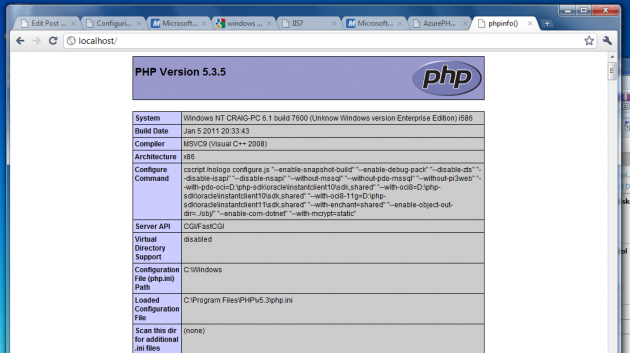 Edit Post
Configuri
Microsoft
windows
IIS7
Microsoft
AzurePH
phpinfo()
localhost/
PHP Version 5.3.5
php
System
Windows NT CRAIG-PC 6.1 build 7600 (Unknow Windows version Enterprise Edition) i586
Build Date
Jan 5 2011 20:33:43
Compiler
MSVC9 (Visual C++ 2008)
Architecture
x86
Configure
Command
cscript /nologo configure.js "--enable-snapshot-build" "--enable-debug-pack" "--disable-zts" "-
-disable-isapi" "--disable-nsapi" "--without-mssql" "--without-pdo-mssql" "--without-pi3web" "-
-with-pdo-oci=D:\php-sdk\oracle\instantclient10\sdk,shared" "--with-oci8=D:\php-
sdk\oracle\instantclient10\sdk,shared" "--with-oci8-11g=D:\php-
sdk\oracle\instantclient11\sdk,shared" "--with-enchant=shared" "--enable-object-out-
dir=../obj/" "--enable-com-dotnet" "--with-mcrypt=static"
Server API
CGI/FastCGI
Virtual
Directory
Support
disabled
Configuration
File (php.ini)
Path
C:\Windows
Loaded
Configuration
File
C:\Program Files\PHP\v5.3\php.ini
Scan this dir
for additional
.ini files
(none)